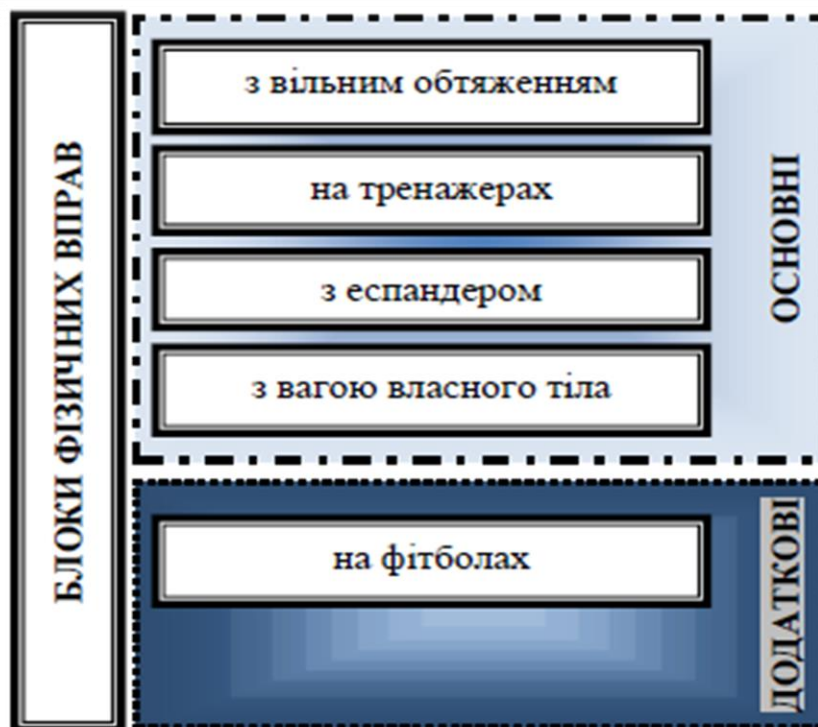 БЛОКИ ФІЗИЧНИХ ВПРАВ
з вільним обтяженням
на тренажерах
з еспандером
з вагою власного тіла
ОСНОВНІ
на фітболах
ДОДАТКОВІ